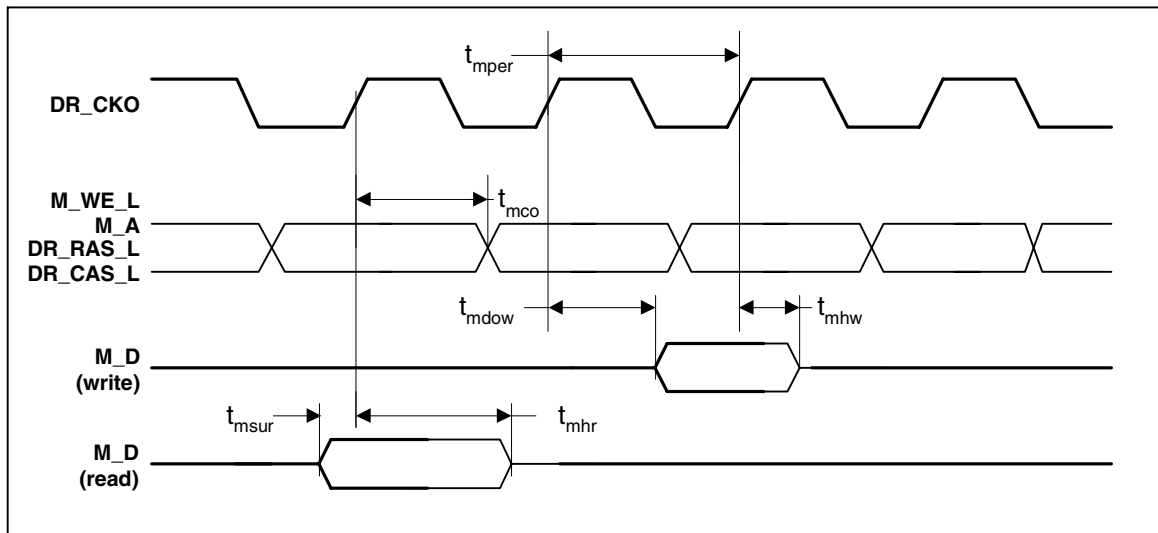 t_mper
DR_CKO
M_WE_L
t_mco
M_A
DR_RAS_L
DR_CAS_L
t_mdow
t_mhw
M_D
(write)
t_msur
t_mhr
M_D
(read)